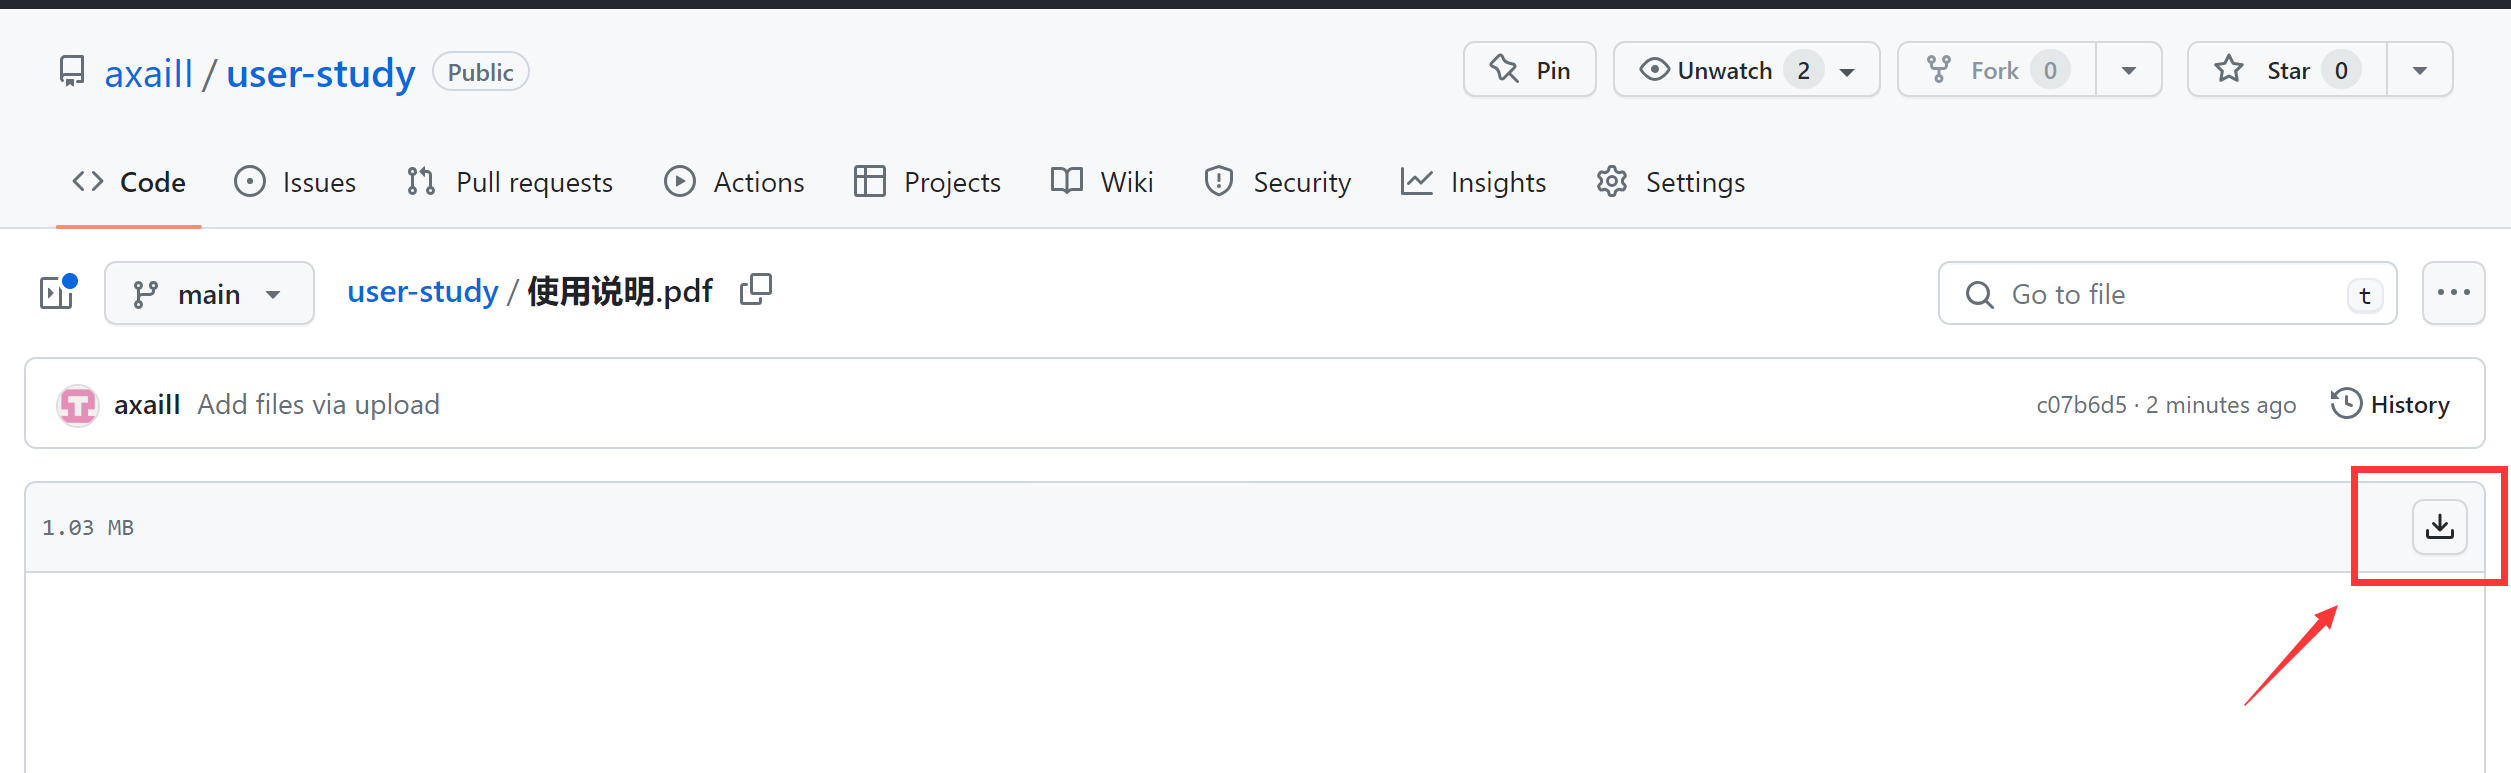 axaill / user-study Public Pin Unwatch 2 Fork 0 Star 0
Code Issues Pull requests Actions Projects Wiki Security Insights Settings
main user-study / 使用说明.pdf Go to file t
axaill Add files via upload c07b6d5 · 2 minutes ago History
1.03 MB